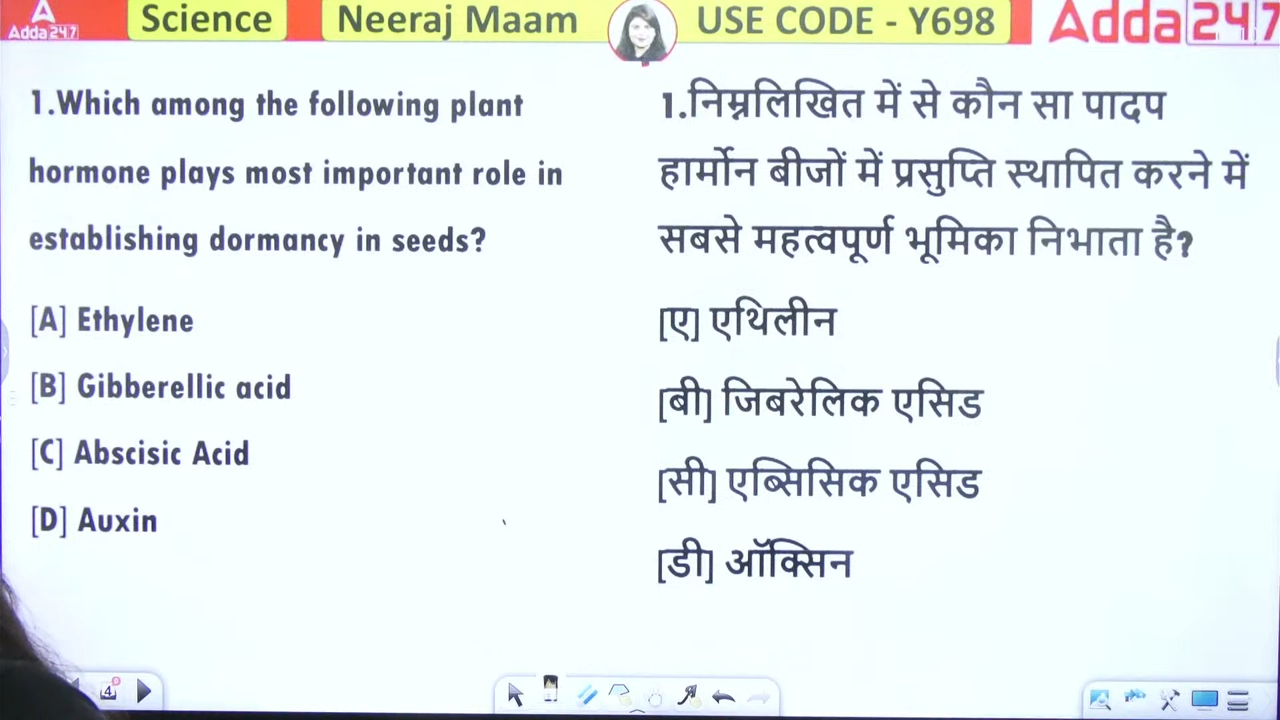 Adda247
Science
Neeraj Maam
USE CODE - Y698
Adda247
1.Which among the following plant
hormone plays most important role in
establishing dormancy in seeds?
[A] Ethylene
[B] Gibberellic acid
[C] Abscisic Acid
[D] Auxin
1.निम्नलिखित में से कौन सा पादप
हार्मोन बीजों में प्रसुप्ति स्थापित करने में
सबसे महत्वपूर्ण भूमिका निभाता है?
[ए] एथिलीन
[बी] जिबरेलिक एसिड
[सी] एब्सिसिक एसिड
[डी] ऑक्सिन
4